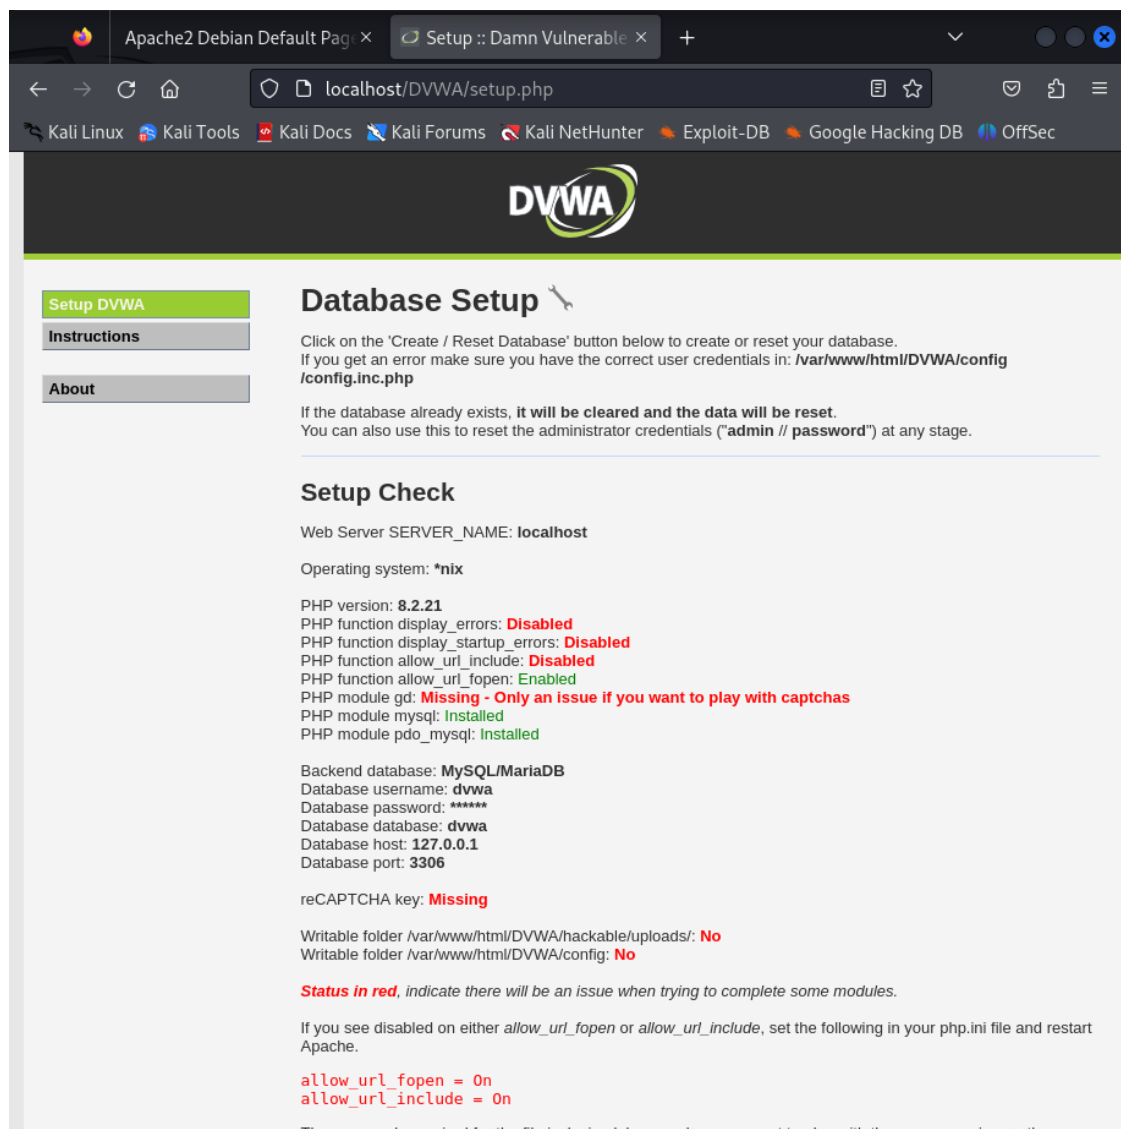 Apache2 Debian Default Pag
Setup :: Damn Vulnerable
localhost/DVWA/setup.php
Kali Linux Kali Tools Kali Docs Kali Forums Kali NetHunter Exploit-DB Google Hacking DB OffSec
DVWA
Setup DVWA
Instructions
About
Database Setup
Click on the 'Create / Reset Database' button below to create or reset your database.
If you get an error make sure you have the correct user credentials in: /var/www/html/DVWA/config
/config.inc.php
If the database already exists, it will be cleared and the data will be reset.
You can also use this to reset the administrator credentials ("admin // password") at any stage.
Setup Check
Web Server SERVER_NAME: localhost
Operating system: *nix
PHP version: 8.2.21
PHP function display_errors: Disabled
PHP function display_startup_errors: Disabled
PHP function allow_url_include: Disabled
PHP function allow_url_fopen: Enabled
PHP module gd: Missing - Only an issue if you want to play with captchas
PHP module mysql: Installed
PHP module pdo_mysql: Installed
Backend database: MySQL/MariaDB
Database username: dvwa
Database password: ******
Database database: dvwa
Database host: 127.0.0.1
Database port: 3306
reCAPTCHA key: Missing
Writable folder /var/www/html/DVWA/hackable/uploads/: No
Writable folder /var/www/html/DVWA/config: No
Status in red, indicate there will be an issue when trying to complete some modules.
If you see disabled on either allow_url_fopen or allow_url_include, set the following in your php.ini file and restart
Apache.
allow_url_fopen = On
allow_url_include = On